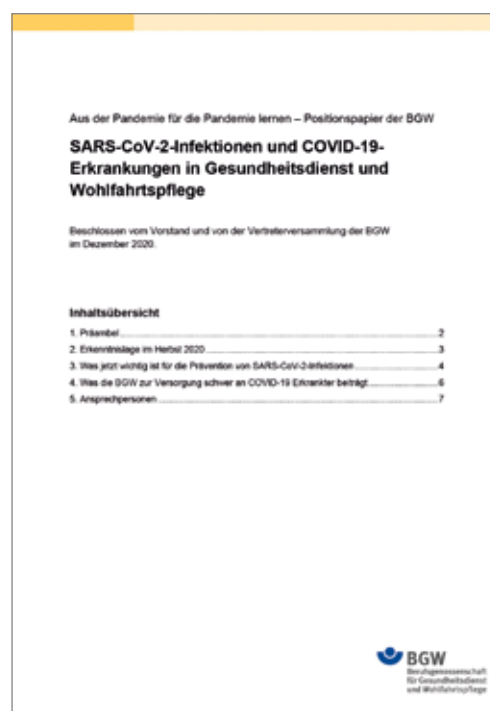 Aus der Pandemie für die Pandemie lernen – Positionspapier der BGW
SARS-CoV-2-Infektionen und COVID-19-
Erkrankungen in Gesundheitsdienst und
Wohlfahrtspflege
Beschlossen vom Vorstand und von der Vertreterversammlung der BGW
im Dezember 2020.
Inhaltsübersicht
1. Präambel 2
2. Erkenntnislage im Herbst 2020 3
3. Was jetzt wichtig ist für die Prävention von SARS-CoV-2-Infektionen 4
4. Was die BGW zur Versorgung schwer an COVID-19 Erkrankter beiträgt 6
5. Ansprechpersonen 7
BGW
Berufsgenossenschaft
für Gesundheitsdienst
und Wohlfahrtspflege